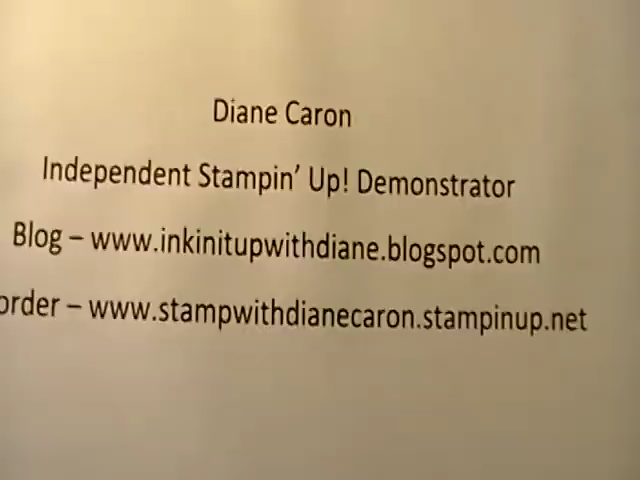 Diane Caron
Independent Stampin' Up! Demonstrator
Blog – www.inkinitupwithdiane.blogspot.com
order – www.stampwithdianecaron.stampinup.net